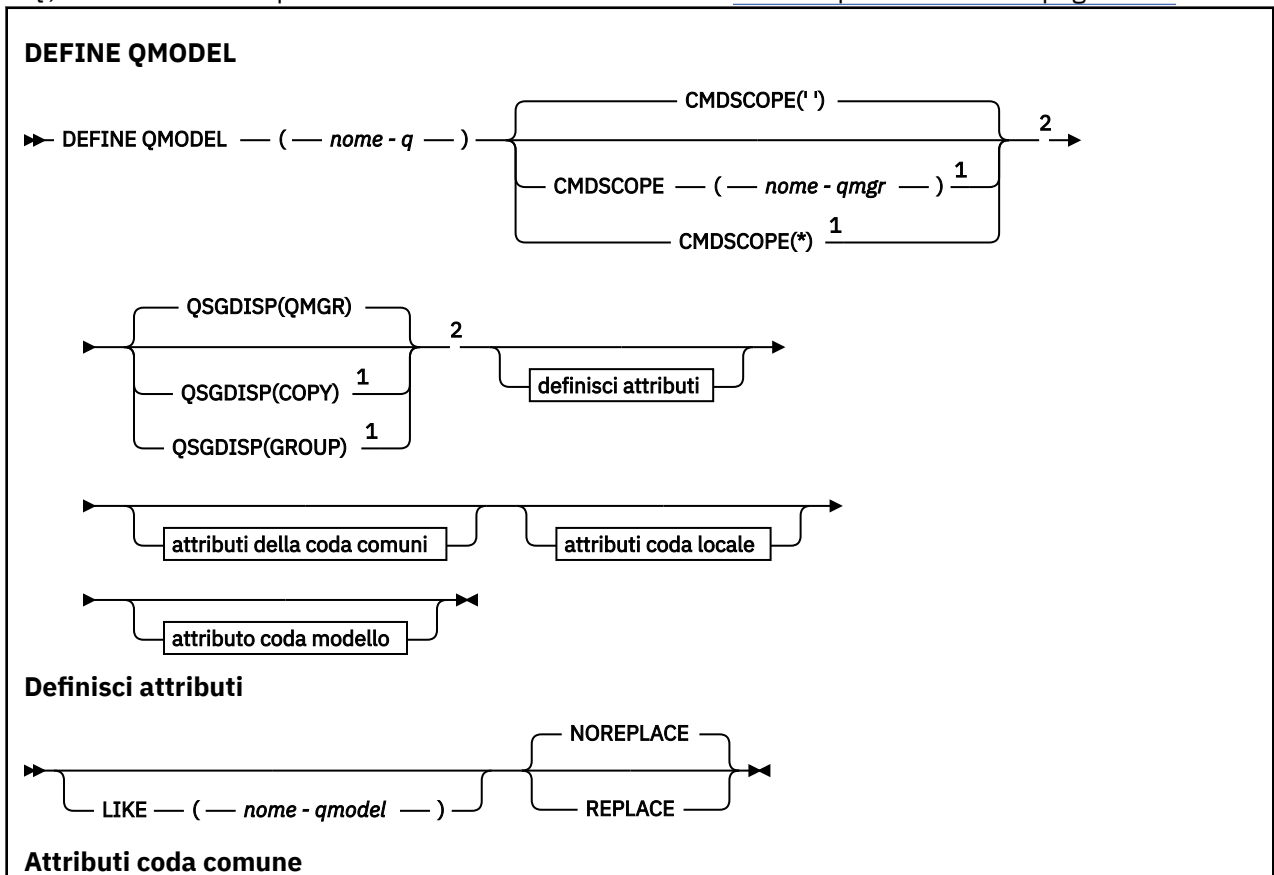 DEFINE QMODEL
CMDSCOPE(' ')
DEFINE QMODEL ( nome - q ) 2
CMDSCOPE ( nome - qmgr ) 1
CMDSCOPE(*) 1
QSGDISP(QMGR) 2
QSGDISP(COPY) 1
definisci attributi
QSGDISP(GROUP) 1
attributi della coda comuni attributi coda locale
attributo coda modello
Definisci attributi
NOREPLACE
LIKE ( nome - qmodel ) REPLACE
Attributi coda comune